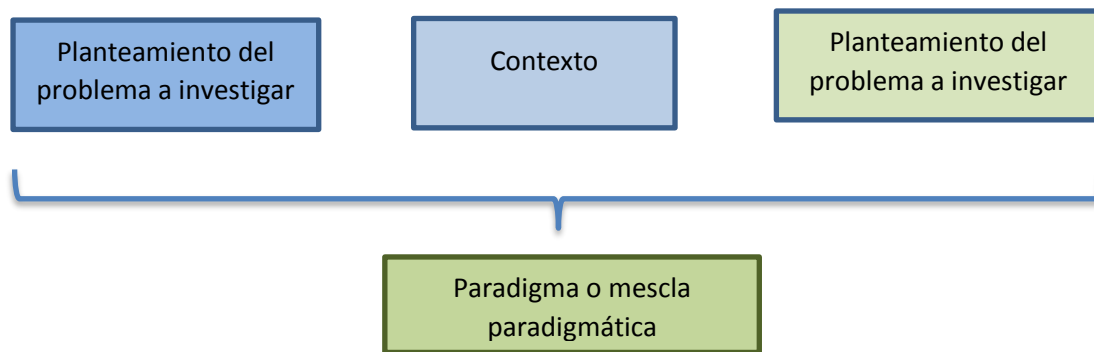 Planteamiento del
problema a investigar
Contexto
Planteamiento del
problema a investigar
Paradigma o mescla
paradigmática